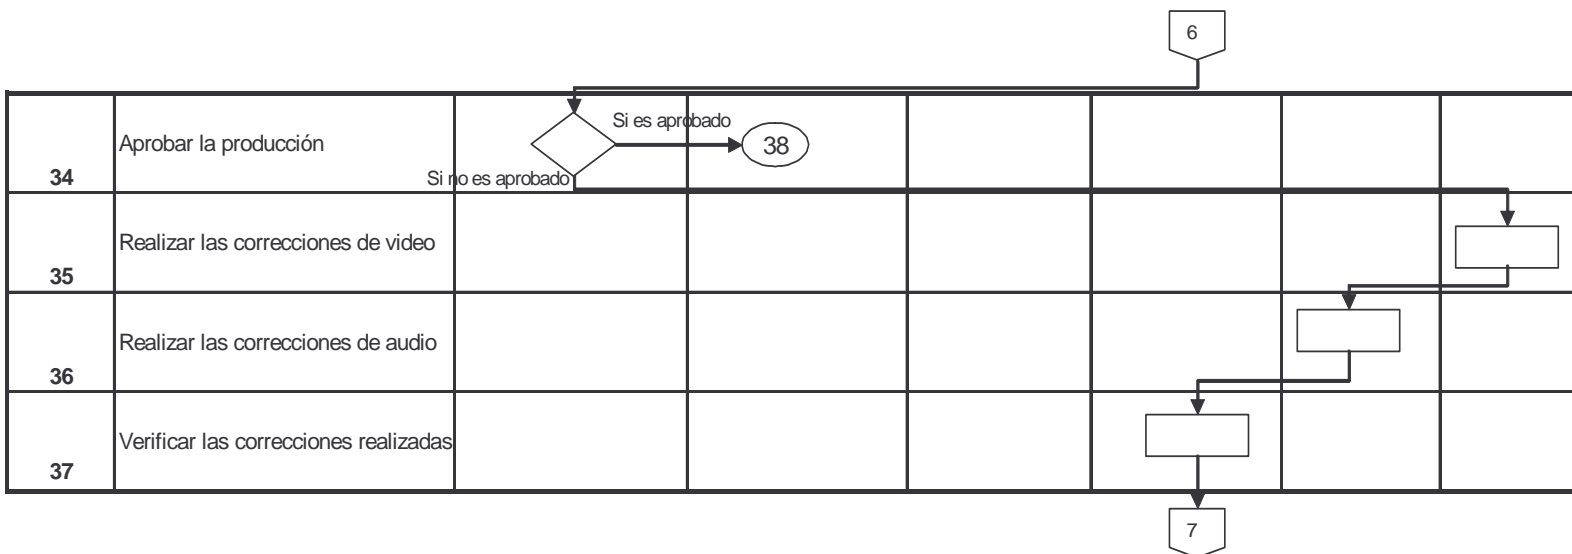 6
Aprobar la producción
34
Si es aprobado
38
Si no es aprobado
Realizar las correcciones de video
35
Realizar las correcciones de audio
36
Verificar las correcciones realizadas
37
7